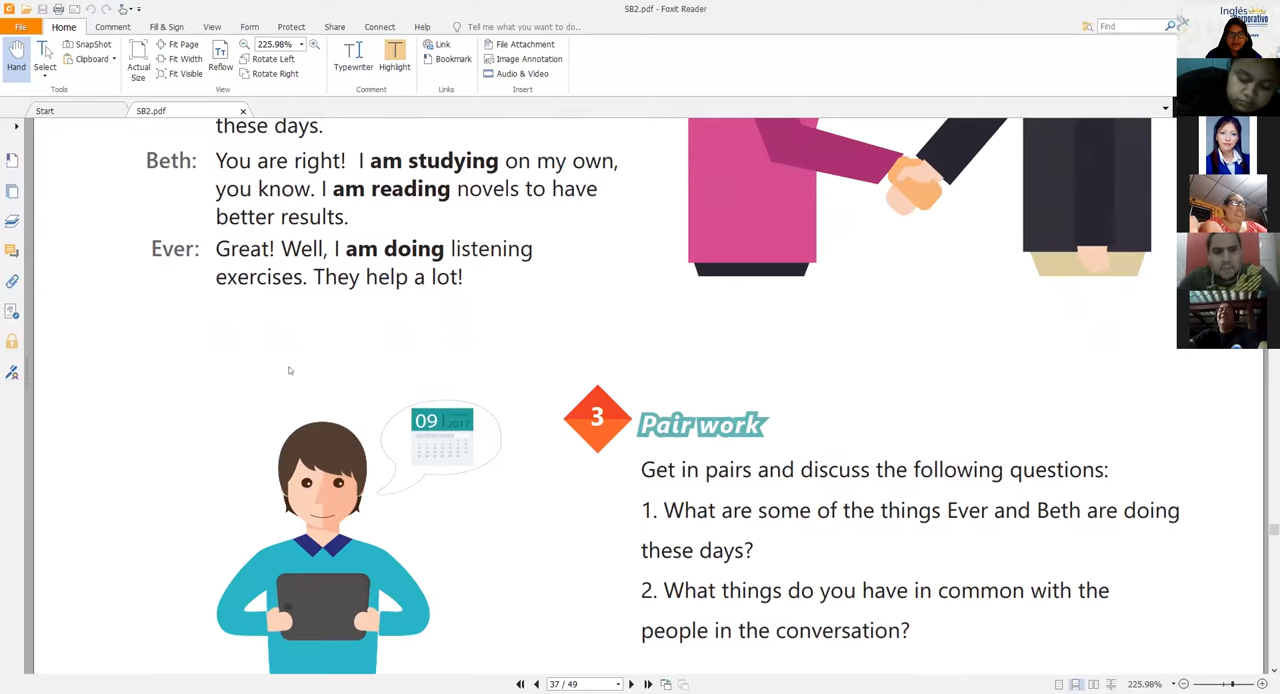 SB2.pdf - Foxit Reader
File Home Comment Fill & Sign View Form Protect Share Connect Help Tell me what you want to do.. Find
Hand Select SnapShot Clipboard Actual Size Fit Page Fit Width Fit Visible Reflow 225.98% Rotate Left Rotate Right Typewriter Highlight Link Bookmark File Attachment Image Annotation Audio & Video
Tools View Comment Links Insert
Start SB2.pdf
these days.
Beth: You are right! I am studying on my own,
you know. I am reading novels to have
better results.
Ever: Great! Well, I am doing listening
exercises. They help a lot!
09 2017
3 Pair work
Get in pairs and discuss the following questions:
1. What are some of the things Ever and Beth are doing
these days?
2. What things do you have in common with the
people in the conversation?
37 / 49 225.98%
Inglés